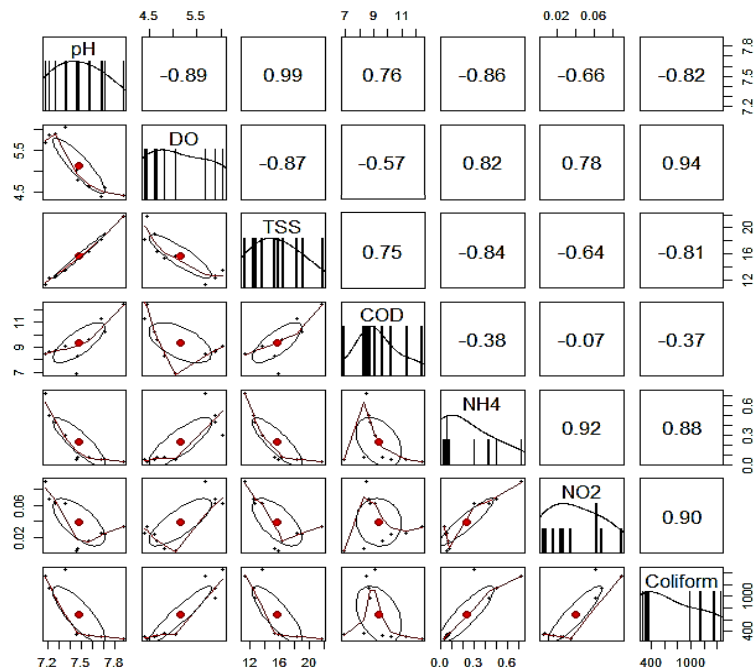 4.5 5.5 7 9 11 0.02 0.06
pH -0.89 0.99 0.76 -0.86 -0.66 -0.82
7.2 7.5 7.8
4.5 5.5
DO -0.87 -0.57 0.82 0.78 0.94
TSS 0.75 -0.84 -0.64 -0.81
12 16 20
7 9 11
COD -0.38 -0.07 -0.37
NH4 0.92 0.88
0.0 0.3 0.6
0.02 0.06
NO2 0.90
Coliform
400 1000
7.2 7.5 7.8 12 14 16 18 20 22 0.0 0.2 0.4 0.6 400 1000